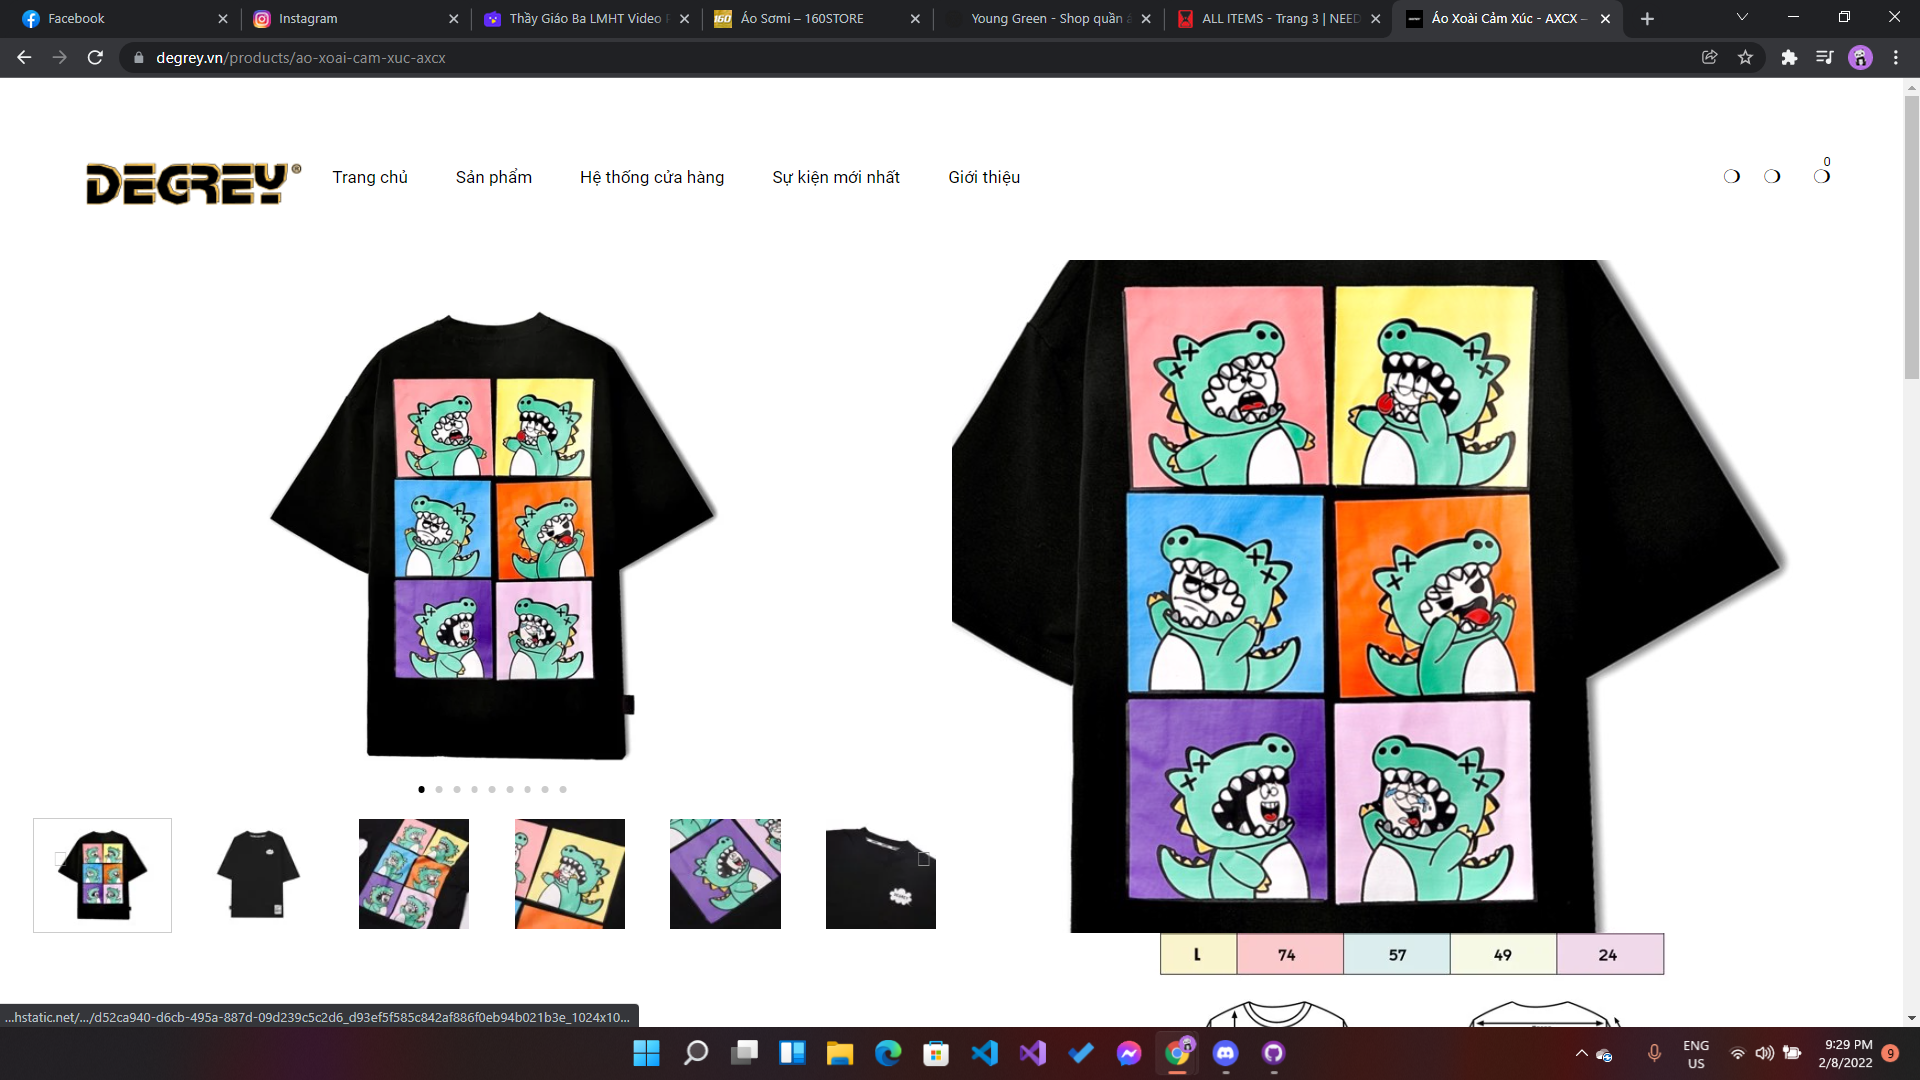 Facebook
Instagram
Thầy Giáo Ba LMHT Video
Áo Sơmi – 160STORE
Young Green - Shop quần
ALL ITEMS - Trang 3 | NEED
Áo Xoài Cảm Xúc - AXCX –
degrey.vn/products/ao-xoai-cam-xuc-axcx
DEGREY®
Trang chủ
Sản phẩm
Hệ thống cửa hàng
Sự kiện mới nhất
Giới thiệu
0
L 74 57 49 24
...hstatic.net/.../d52ca940-d6cb-495a-887d-09d239c5c2d6_d93ef5f585c842af886f0eb94b021b3e_1024x10...
ENG
US
9:29 PM
2/8/2022
9